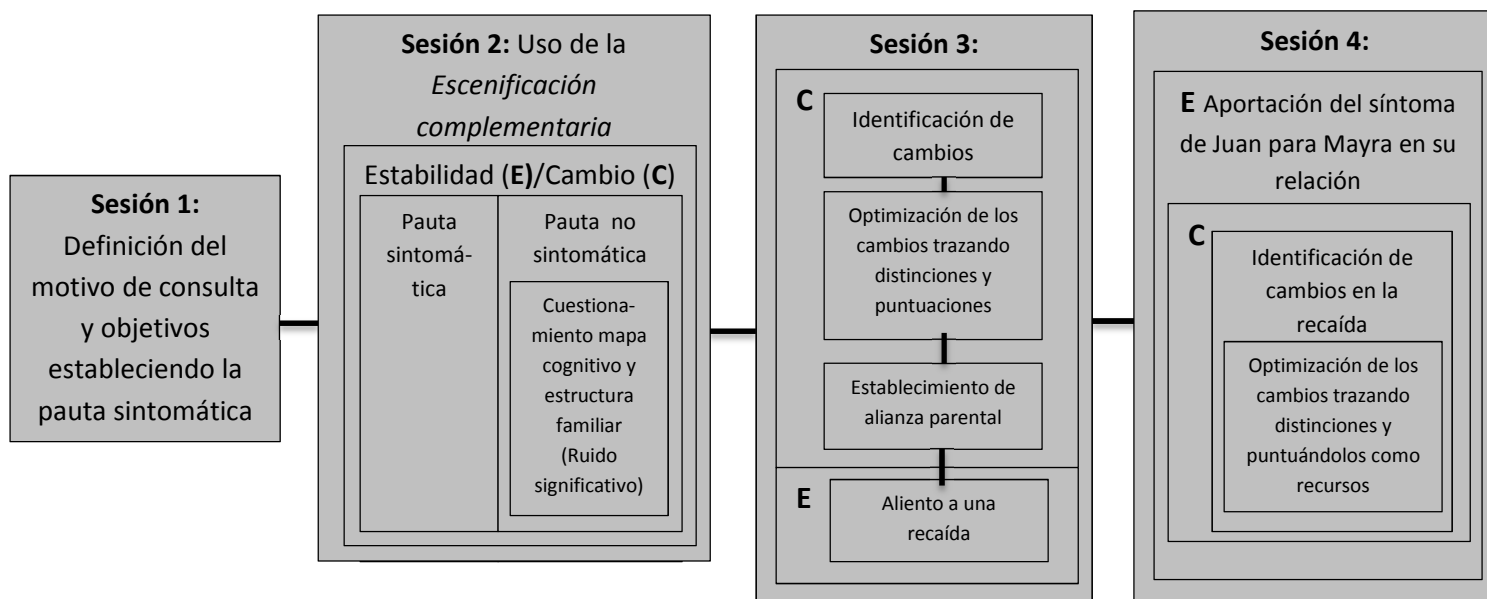 Sesión 1:
Definición del
motivo de consulta
y objetivos
estableciendo la
pauta sintomática
Sesión 2: Uso de la
Escenificación
complementaria
Estabilidad (E)/Cambio (C)
Pauta
sintomá-
tica
Pauta no
sintomática
Cuestiona-
miento mapa
cognitivo y
estructura
familiar
(Ruido
significativo)
Sesión 3:
C
Identificación de
cambios
Optimización de los
cambios trazando
distinciones y
puntuaciones
Establecimiento de
alianza parental
E
Aliento a una
recaída
Sesión 4:
E Aportación del síntoma
de Juan para Mayra en su
relación
C
Identificación de
cambios en la
recaída
Optimización de los
cambios trazando
distinciones y
puntuándolos como
recursos